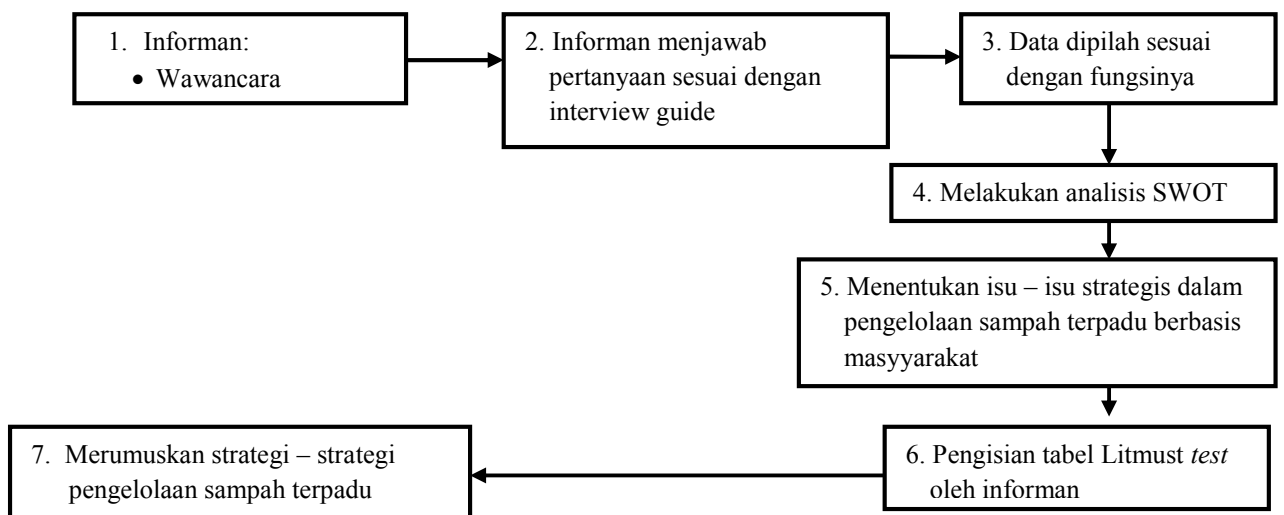 1. Informan:
• Wawancara
2. Informan menjawab
pertanyaan sesuai dengan
interview guide
3. Data dipilah sesuai
dengan fungsinya
4. Melakukan analisis SWOT
5. Menentukan isu – isu strategis dalam
pengelolaan sampah terpadu berbasis
masyyarakat
6. Pengisian tabel Litmust test
oleh informan
7. Merumuskan strategi – strategi
pengelolaan sampah terpadu